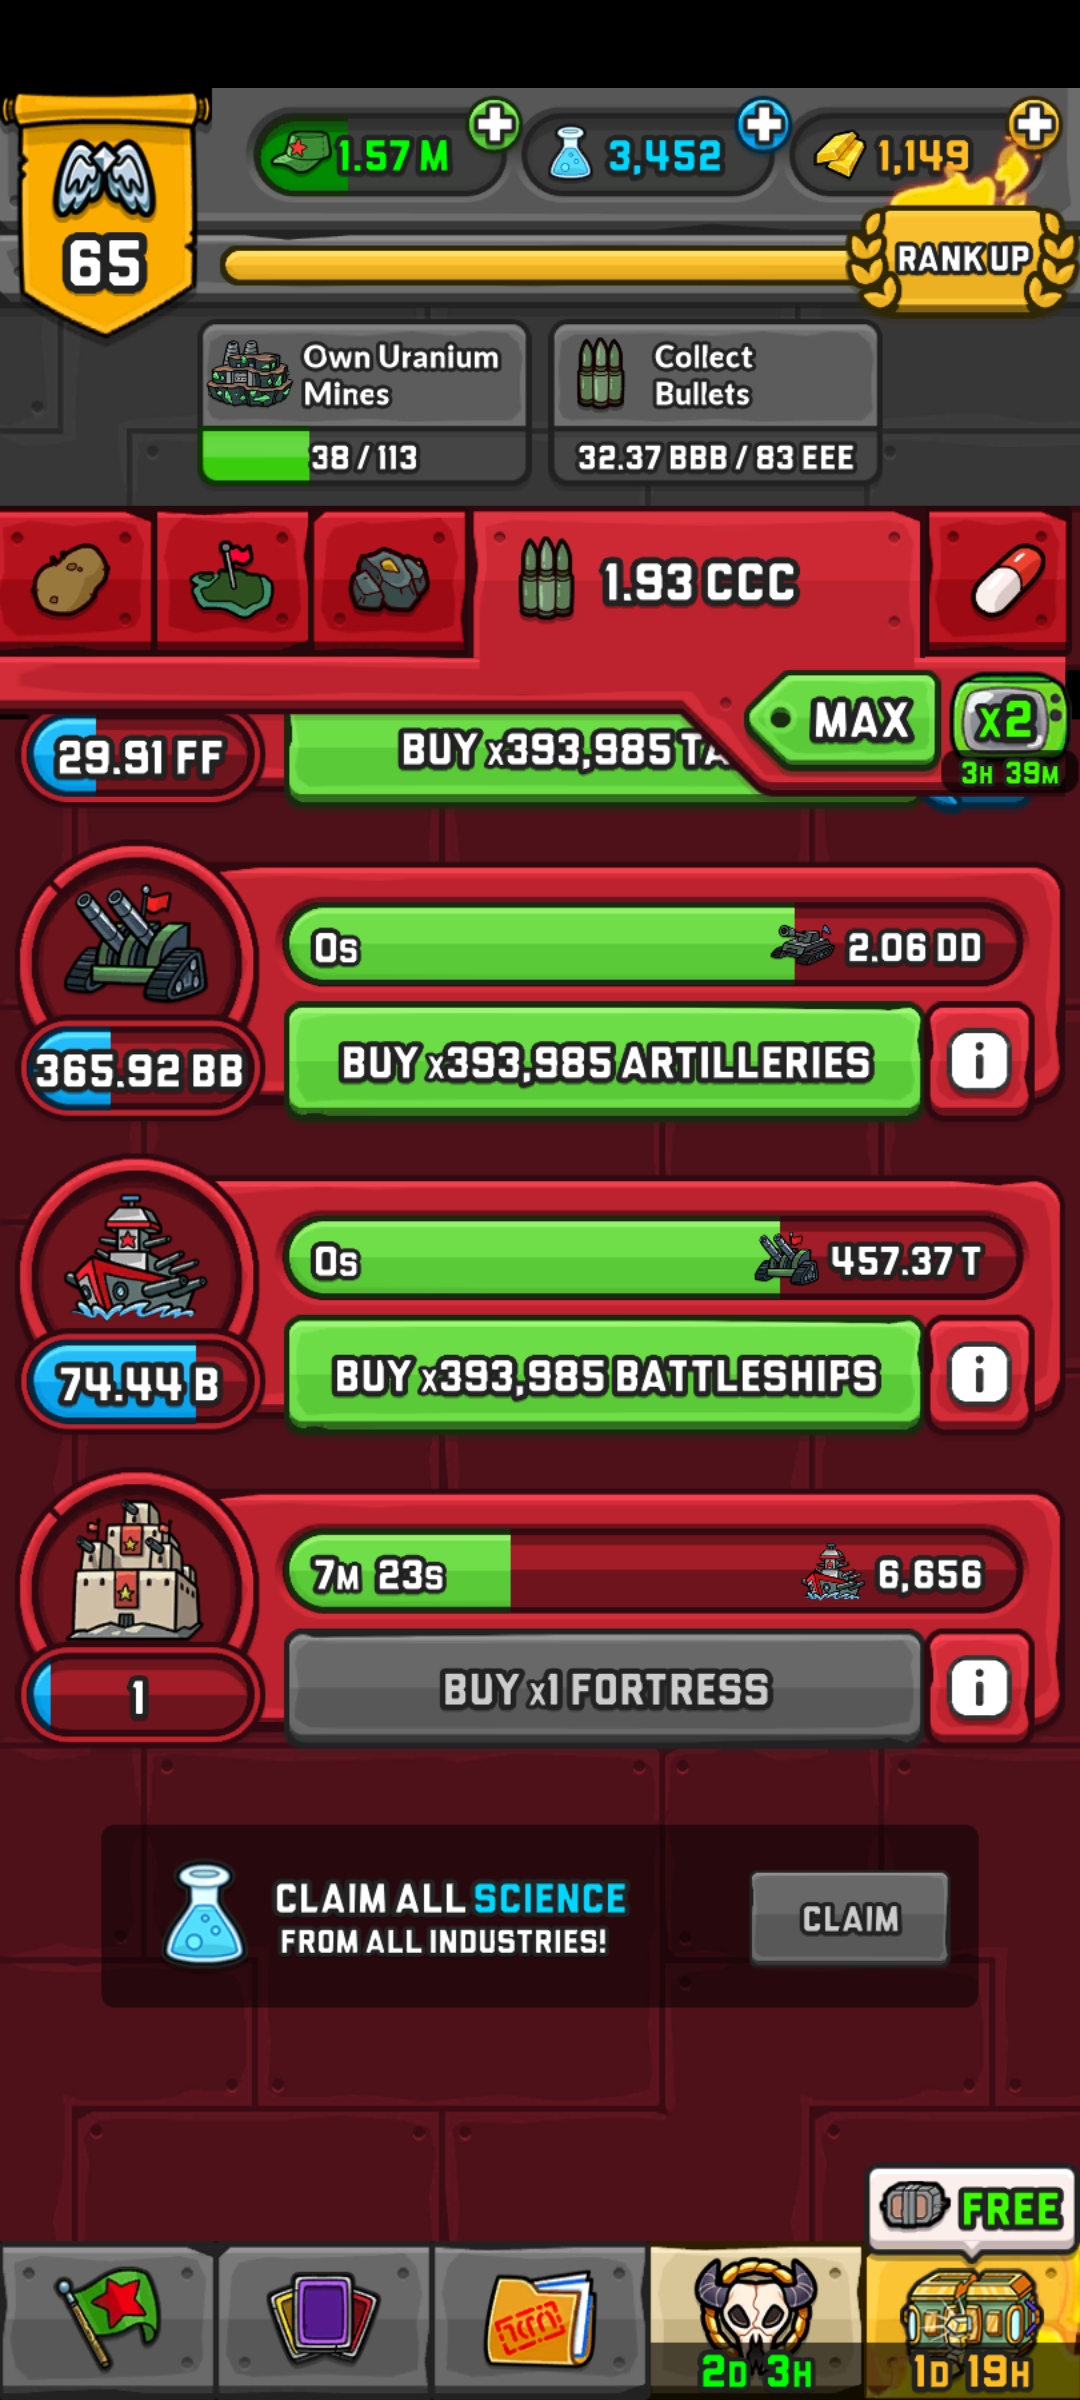 1.57 M
3,452
1,149
65
RANK UP
Own Uranium
Mines
Collect
Bullets
38 / 113
32.37 BBB / 83 EEE
1.93 CCC
MAX
x2
3H 39M
29.91 FF
BUY x393,985 TA
0s
2.06 DD
365.92 BB
BUY x393,985 ARTILLERIES
i
0s
457.37 T
74.44 B
BUY x393,985 BATTLESHIPS
i
7M 23S
6,656
1
BUY x1 FORTRESS
i
CLAIM ALL SCIENCE
FROM ALL INDUSTRIES!
CLAIM
FREE
2D 3H
1D 19H